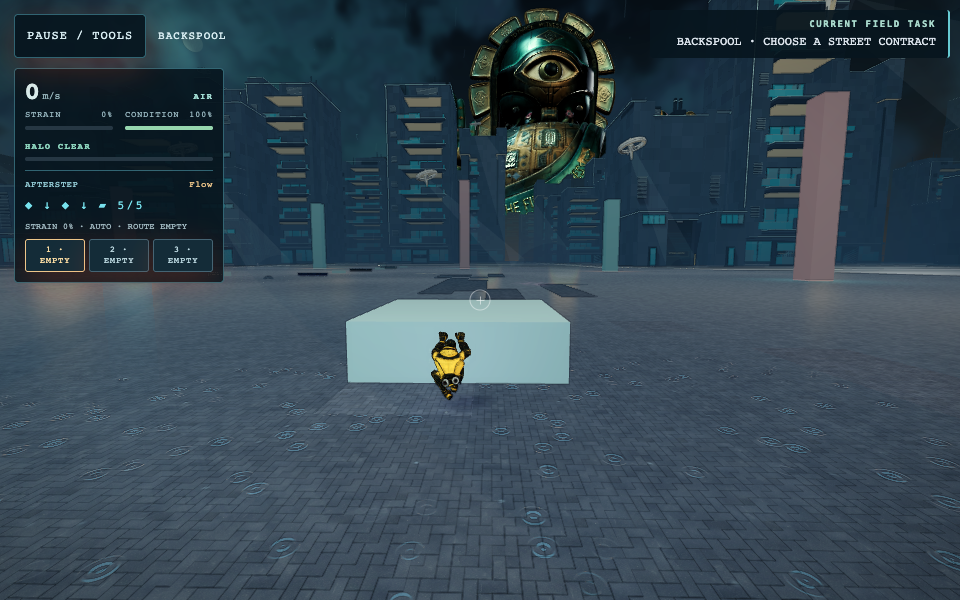 PAUSE / TOOLS
BACKSPOOL
CURRENT FIELD TASK
BACKSPOOL · CHOOSE A STREET CONTRACT
0 m/s
AIR
STRAIN 0%
CONDITION 100%
HALO CLEAR
AFTERSTEP
Flow
5/5
STRAIN 0% · AUTO · ROUTE EMPTY
1 ·
EMPTY
2 ·
EMPTY
3 ·
EMPTY